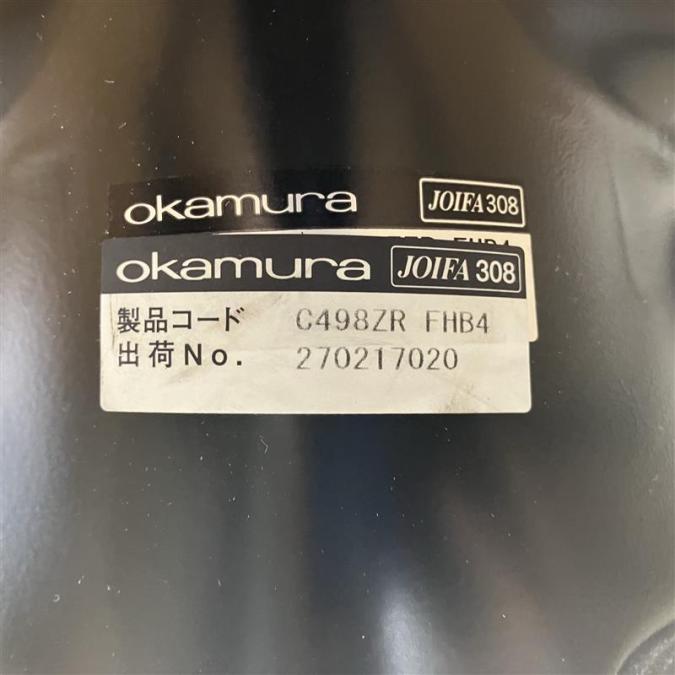 okamura JOIFA 308
okamura JOIFA 308
製品コード C498ZR FHB4
出荷No. 270217020